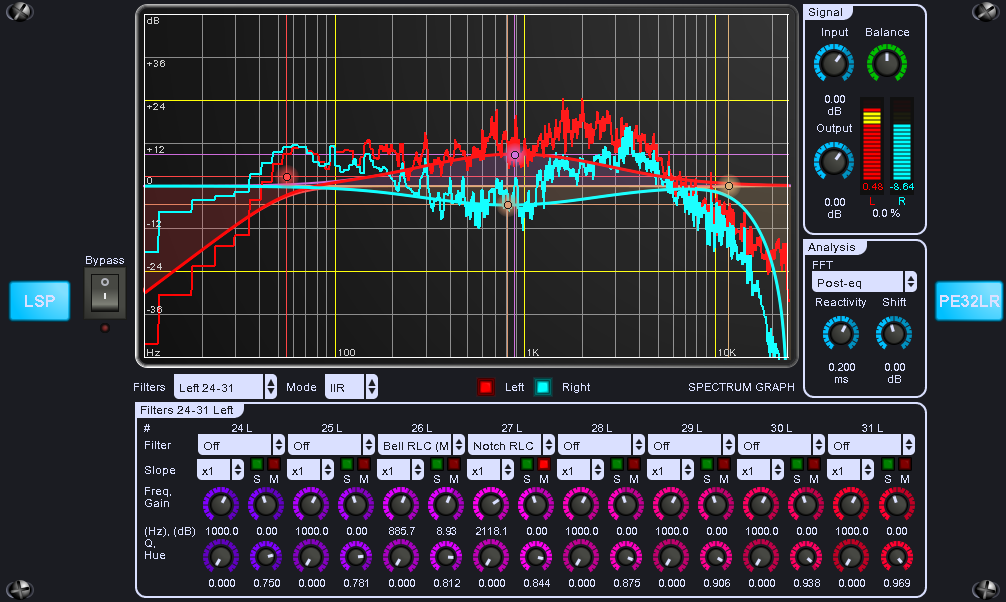 dB
+36
+24
+12
0
-12
-24
-36
Hz 100 1K 10K
Signal
Input Balance
0.00
dB
Output
0.48 -8.64
L R
0.00
dB
0.0 %
Bypass
LSP
Analysis
FFT
Post-eq
Reactivity Shift
0.200 0.00
ms dB
PE32LR
Filters Left 24-31 Mode IIR Left Right SPECTRUM GRAPH
Filters 24-31 Left
# 24 L 25 L 26 L 27 L 28 L 29 L 30 L 31 L
Filter Off Off Bell RLC (M Notch RLC Off Off Off Off
Slope x1 x1 x1 x1 x1 x1 x1 x1
S M S M S M S M S M S M S M S M
Freq,
Gain
(Hz), (dB) 1000.0 0.00 1000.0 0.00 885.7 8.93 2118.1 0.00 1000.0 0.00 1000.0 0.00 1000.0 0.00 1000.0 0.00
Q,
Hue
0.000 0.750 0.000 0.781 0.000 0.812 0.000 0.844 0.000 0.875 0.000 0.906 0.000 0.938 0.000 0.969